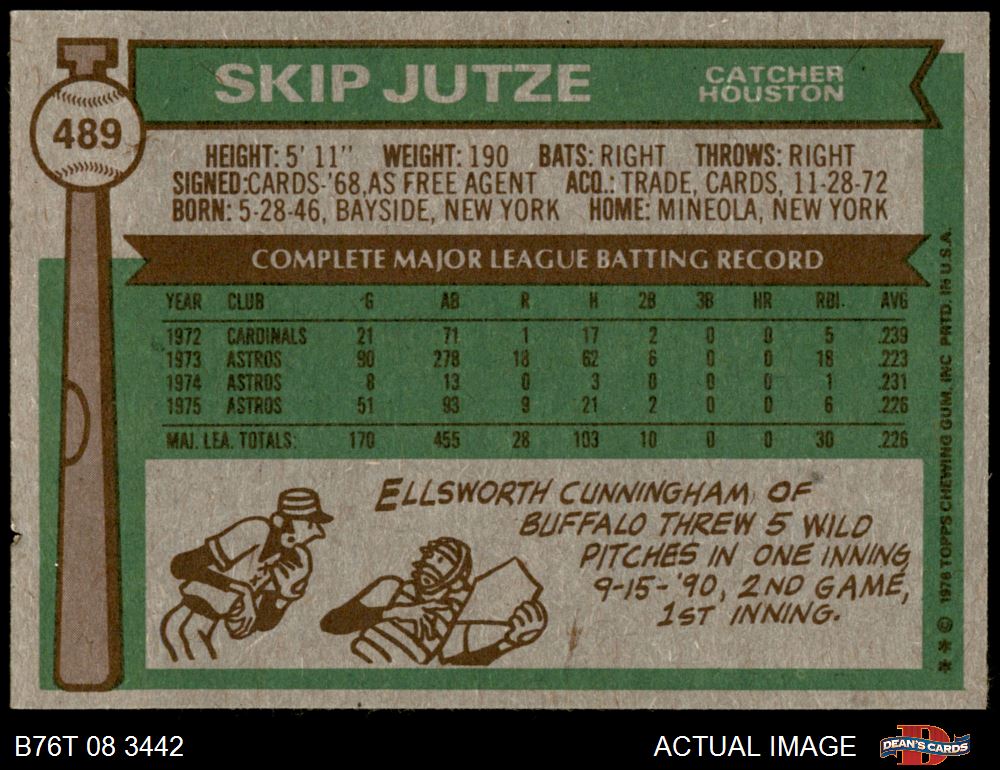 489
SKIP JUTZE
CATCHER
HOUSTON
HEIGHT: 5' 11" WEIGHT: 190 BATS: RIGHT THROWS: RIGHT
SIGNED:CARDS-'68,AS FREE AGENT ACQ.: TRADE, CARDS, 11-28-72
BORN: 5-28-46, BAYSIDE, NEW YORK HOME: MINEOLA, NEW YORK
COMPLETE MAJOR LEAGUE BATTING RECORD
YEAR CLUB G AB R H 2B 3B HR RBI. AVG
1972 CARDINALS 21 71 1 17 2 0 0 5 .239
1973 ASTROS 90 278 18 62 6 0 0 18 .223
1974 ASTROS 8 13 0 3 0 0 0 1 .231
1975 ASTROS 51 93 9 21 2 0 0 6 .226
MAJ. LEA. TOTALS: 170 455 28 103 10 0 0 30 .226
ELLSWORTH CUNNINGHAM OF
BUFFALO THREW 5 WILD
PITCHES IN ONE INNING,
9-15-'90, 2ND GAME,
1ST INNING.
** © 1976 TOPPS CHEWING GUM, INC. PRTD. IN U.S.A.
B76T 08 3442
ACTUAL IMAGE
D
DEAN'S CARDS